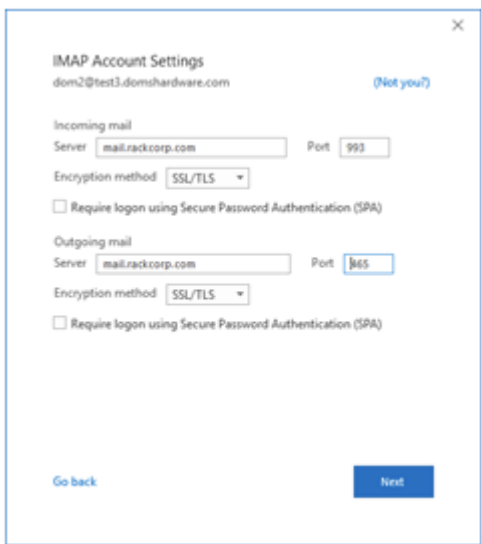 IMAP Account Settings
dom2@test3.domshardware.com (Not you?)
Incoming mail
Server mail.rackcorp.com Port 993
Encryption method SSL/TLS
Require logon using Secure Password Authentication (SPA)
Outgoing mail
Server mail.rackcorp.com Port 465
Encryption method SSL/TLS
Require logon using Secure Password Authentication (SPA)
Go back Next